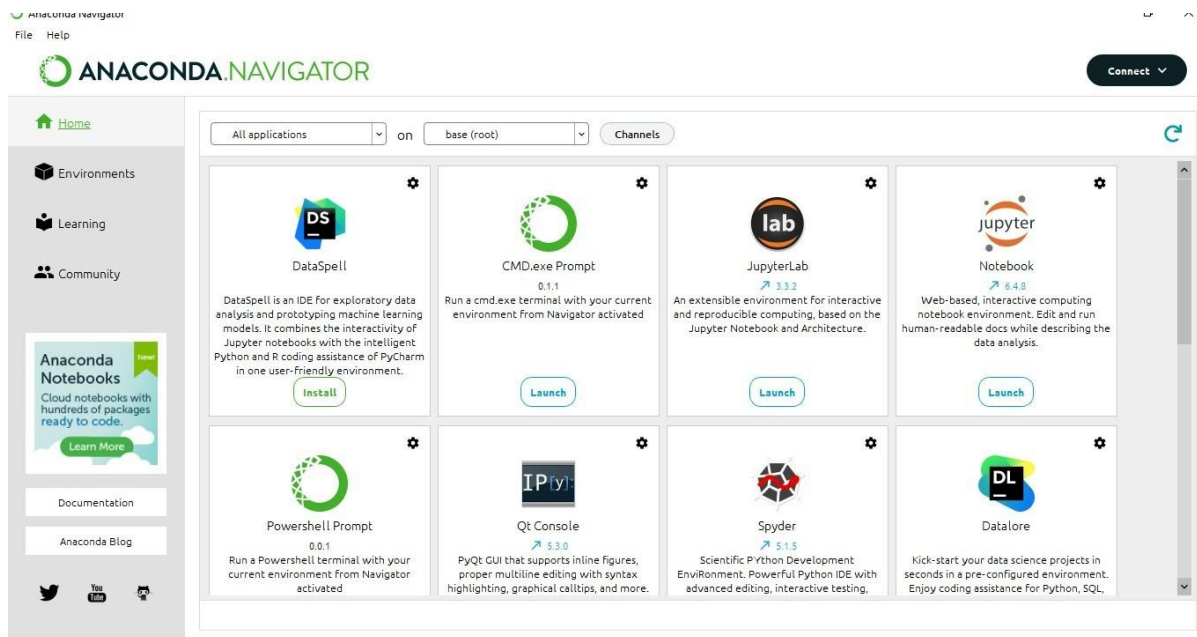 Anaconda Navigator
File Help
ANACONDA.NAVIGATOR
Connect
Home
All applications on base (root) Channels
Environments
Learning
Community
Anaconda Notebooks
New!
Cloud notebooks with
hundreds of packages
ready to code.
Learn More
Documentation
Anaconda Blog
You
Tube
DS
DataSpell
DataSpell is an IDE for exploratory data
analysis and prototyping machine learning
models. It combines the interactivity of
Jupyter notebooks with the intelligent
Python and R coding assistance of PyCharm
in one user-friendly environment.
Install
CMD.exe Prompt
0.1.1
Run a cmd.exe terminal with your current
environment from Navigator activated
Launch
lab
JupyterLab
3.3.2
An extensible environment for interactive
and reproducible computing, based on the
Jupyter Notebook and Architecture.
Launch
jupyter
Notebook
6.4.8
Web-based, interactive computing
notebook environment. Edit and run
human-readable docs while describing the
data analysis.
Launch
Powershell Prompt
0.0.1
Run a Powershell terminal with your
current environment from Navigator
activated
IP[y]:
Qt Console
5.3.0
PyQt GUI that supports inline figures,
proper multiline editing with syntax
highlighting, graphical calltips, and more.
Spyder
5.1.5
Scientific PYthon Development
EnviRonment. Powerful Python IDE with
advanced editing, interactive testing,
DL
Datalore
Kick-start your data science projects in
seconds in a pre-configured environment.
Enjoy coding assistance for Python, SQL,